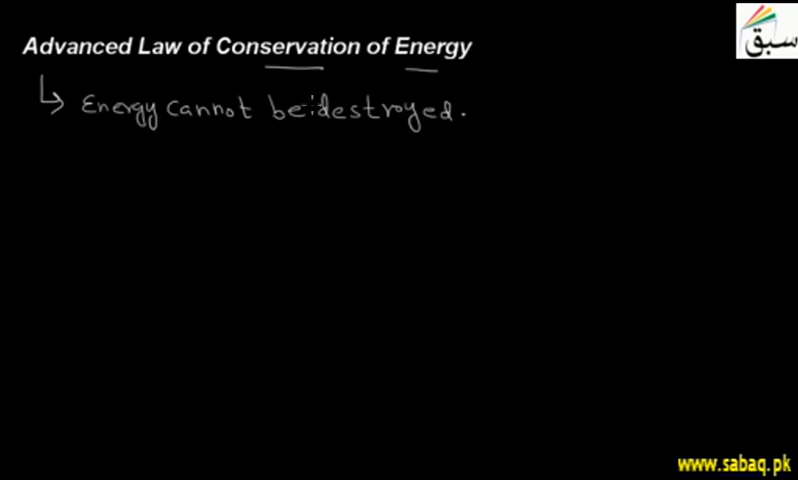 سبق
Advanced Law of Conservation of Energy
Energy cannot be destroyed.
www.sabaq.pk